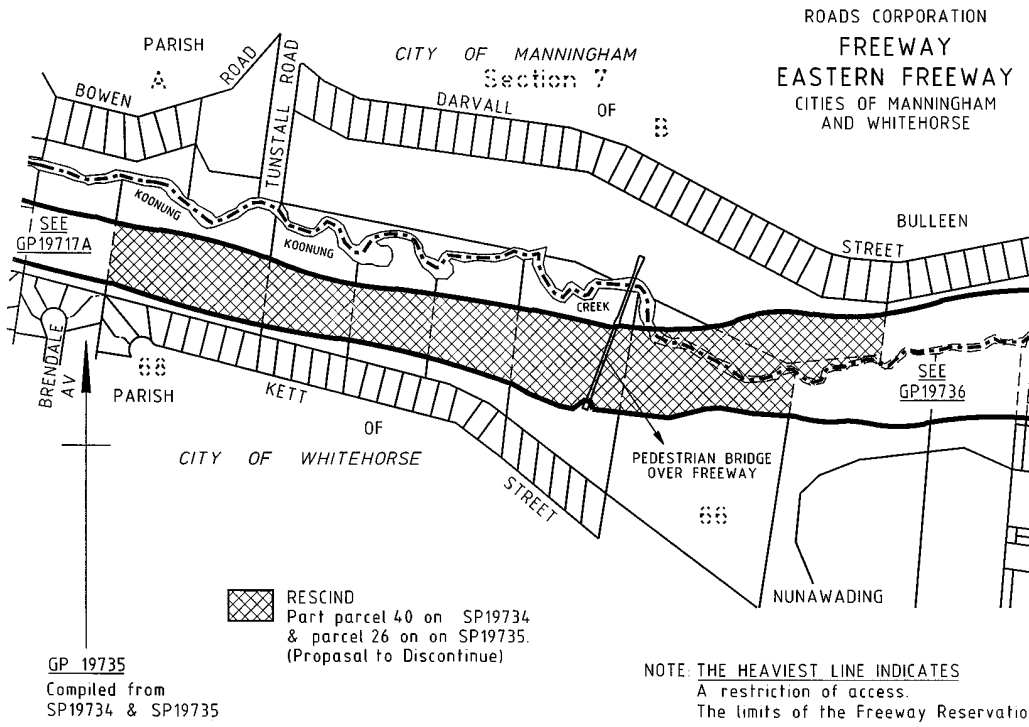 ROADS CORPORATION
FREEWAY
EASTERN FREEWAY
CITIES OF MANNINGHAM
AND WHITEHORSE
PARISH
A
BOWEN
ROAD
TUNSTALL ROAD
CITY OF MANNINGHAM
Section 7
OF
DARVALL
B
BULLEEN
STREET
KOONUNG
KOONUNG
CREEK
SEE
GP19717A
SEE
GP19736
BRENDALE
AV
68
PARISH
KETT
OF
CITY OF WHITEHORSE
STREET
PEDESTRIAN BRIDGE
OVER FREEWAY
66
NUNAWADING
E
RESCIND
Part parcel 40 on SP19734
& parcel 26 on on SP19735.
(Proposal to Discontinue)
GP 19735
Compiled from
SP19734 & SP19735
NOTE: THE HEAVIEST LINE INDICATES
A restriction of access.
The limits of the Freeway Reservatio